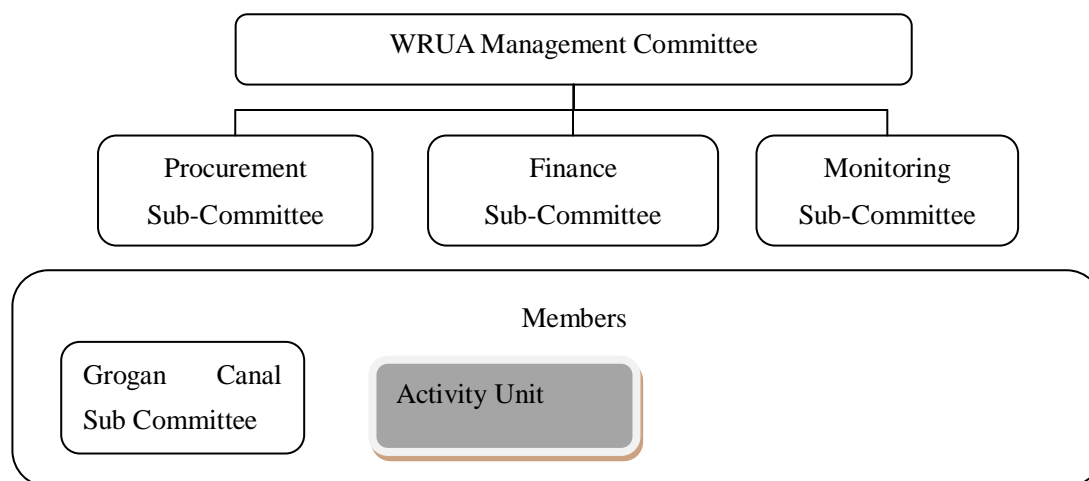 WRUA Management Committee
Procurement
Sub-Committee
Finance
Sub-Committee
Monitoring
Sub-Committee
Members
Grogan Canal
Sub Committee
Activity Unit